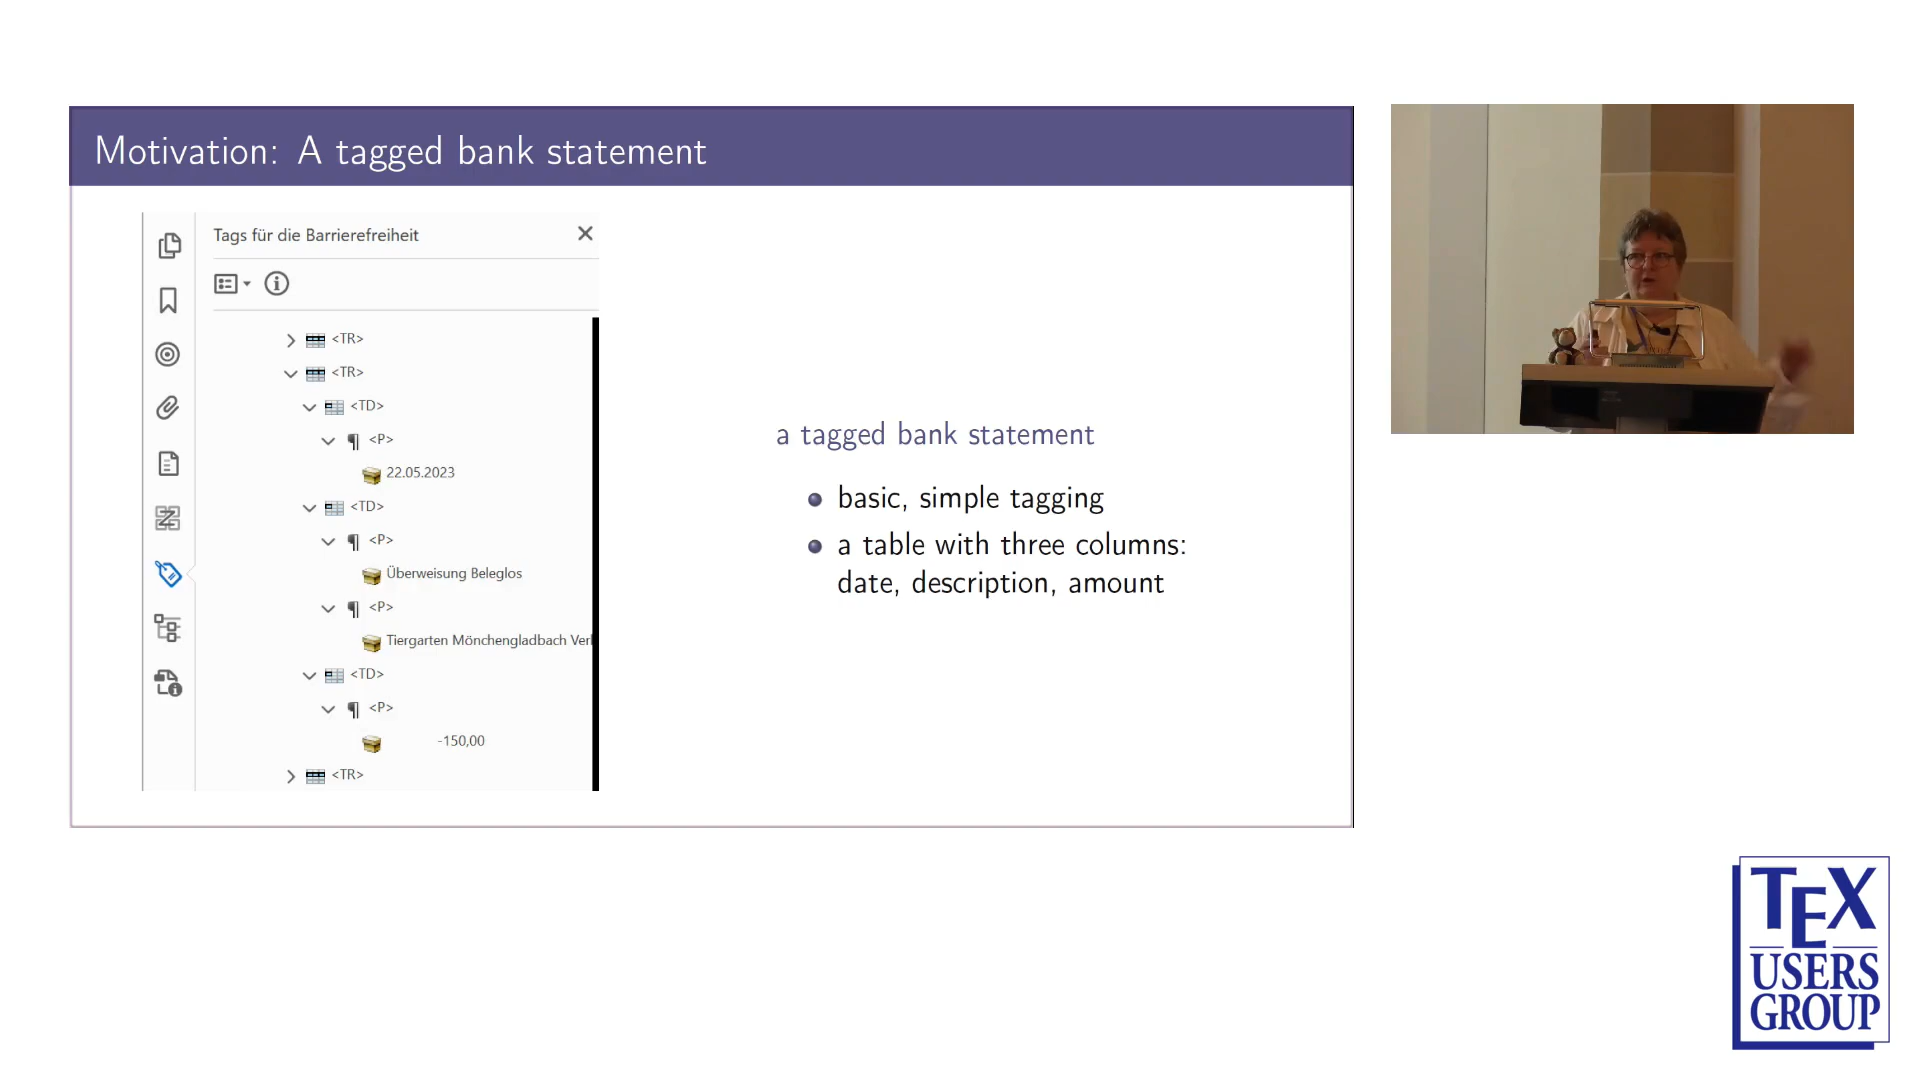 Motivation: A tagged bank statement
Tags für die Barrierefreiheit
<TR>
<TR>
<TD>
<P>
22.05.2023
<TD>
<P>
Überweisung Beleglos
<P>
Tiergarten Mönchengladbach
<TD>
<P>
-150,00
<TR>
a tagged bank statement
basic, simple tagging
a table with three columns:
date, description, amount
TEX
USERS
GROUP